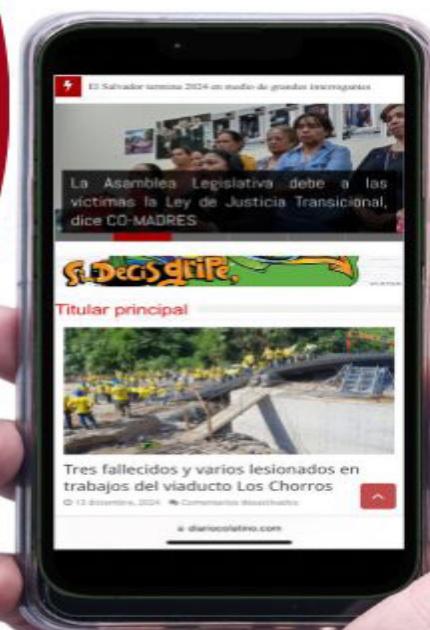 El Salvador termina 2024 en medio de grandes interrogantes
La Asamblea Legislativa debe a las
víctimas la Ley de Justicia Transicional,
dice CO-MADRES
Si Decis gripe,
Titular principal
Tres fallecidos y varios lesionados en
trabajos del viaducto Los Chorros
13 diciembre, 2024 Comentarios desactivados
diariocolatino.com